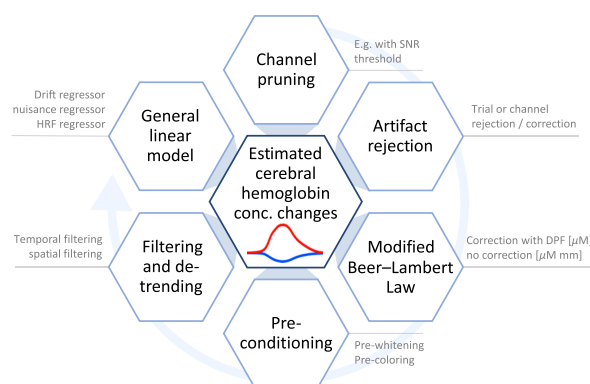 Channel
pruning
E.g. with SNR
threshold
Artifact
rejection
Trial or channel
rejection / correction
Modified
Beer–Lambert
Law
Correction with DPF [μM]
no correction [μM mm]
Pre-
conditioning
Pre-whitening
Pre-coloring
Filtering
and de-
trending
Temporal filtering
spatial filtering
General
linear
model
Drift regressor
nuisance regressor
HRF regressor
Estimated
cerebral
hemoglobin
conc. changes